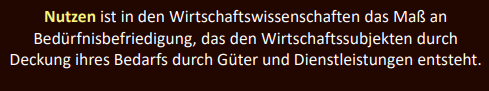 Nutzen ist in den Wirtschaftswissenschaften das Maß an
Bedürfnisbefriedigung, das den Wirtschaftssubjekten durch
Deckung ihres Bedarfs durch Güter und Dienstleistungen entsteht.